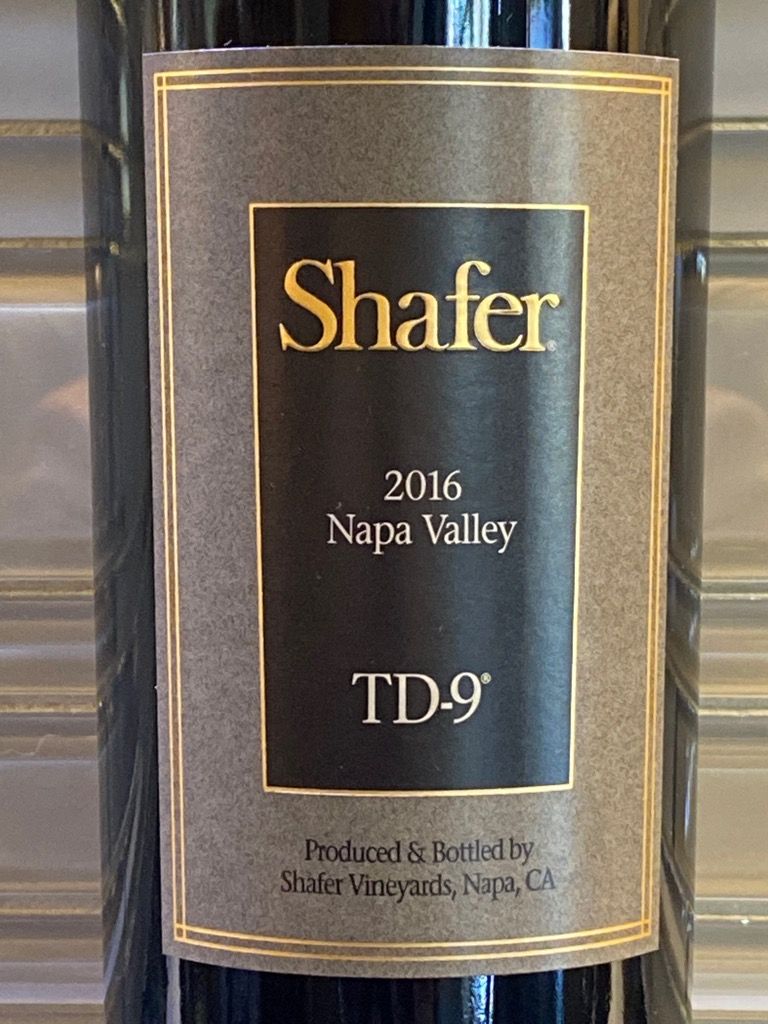 Shafer®
2016
Napa Valley
TD-9®
Produced & Bottled by
Shafer Vineyards, Napa, CA